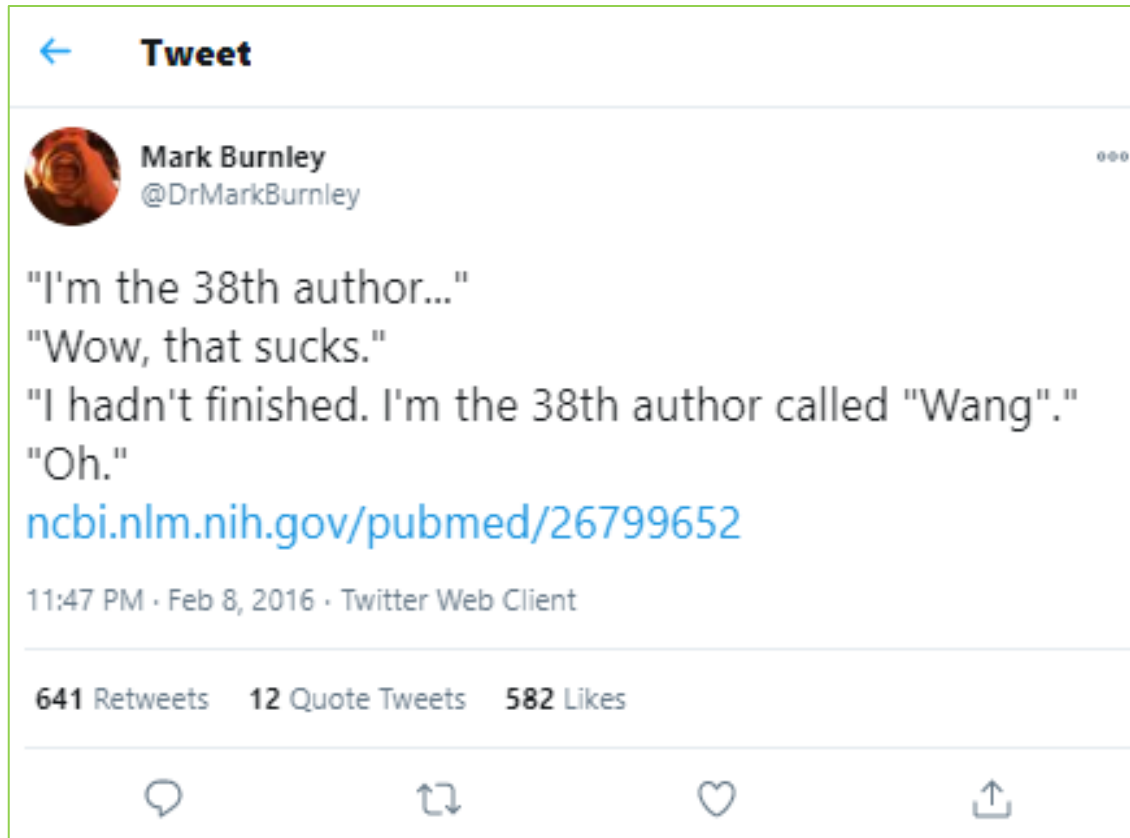 Tweet
Mark Burnley
@DrMarkBurnley
"I'm the 38th author..."
"Wow, that sucks."
"I hadn't finished. I'm the 38th author called "Wang"."
"Oh."
ncbi.nlm.nih.gov/pubmed/26799652
11:47 PM · Feb 8, 2016 · Twitter Web Client
641 Retweets 12 Quote Tweets 582 Likes